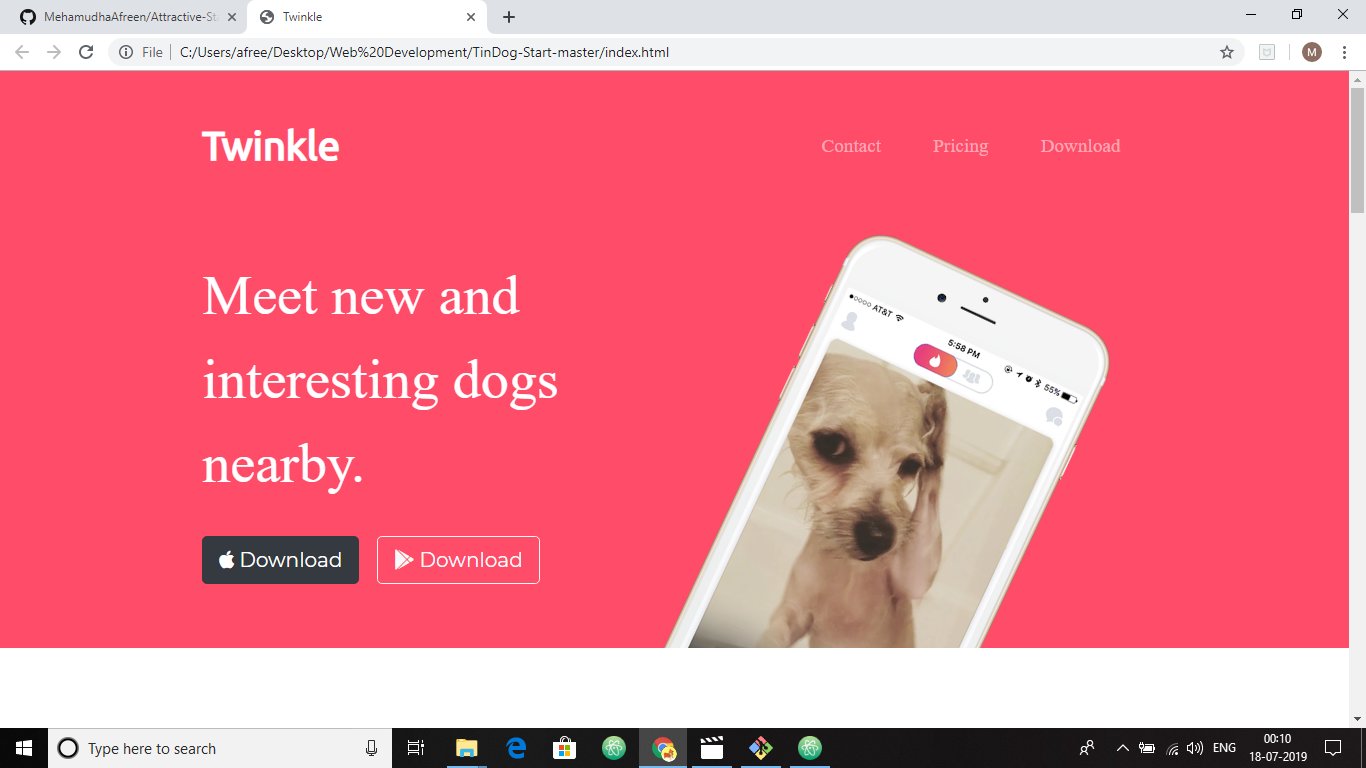 MehamudhaAfreen/Attractive-St
Twinkle
File
C:/Users/afree/Desktop/Web%20Development/TinDog-Start-master/index.html
M
Twinkle
Contact
Pricing
Download
Meet new and
interesting dogs
nearby.
Download
Download
AT&T
5:58 PM
55%
Type here to search
ENG
00:10
18-07-2019